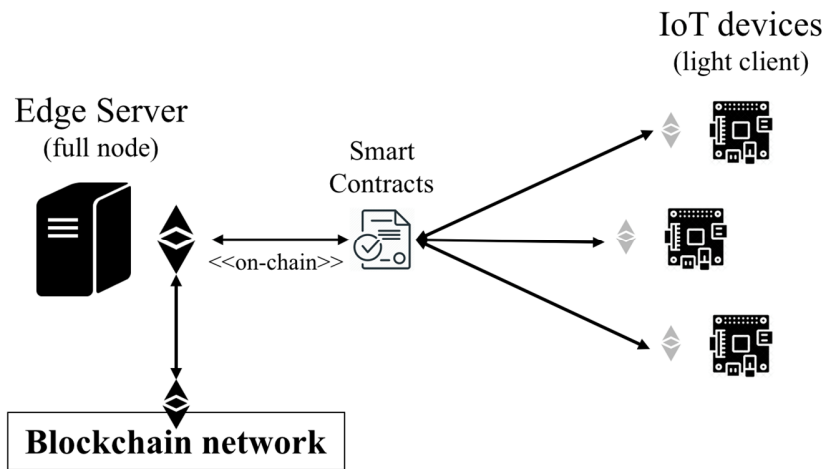 IoT devices
(light client)
Edge Server
(full node)
Smart
Contracts
<<on-chain>>
Blockchain network